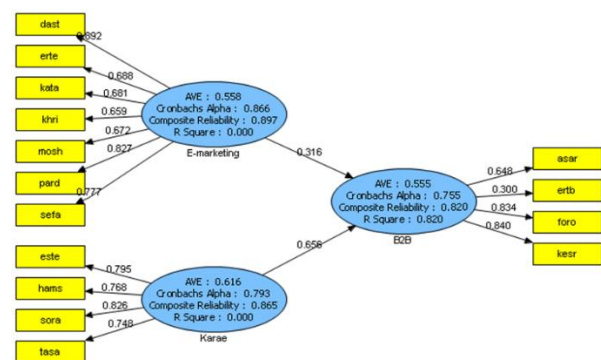 dast
erte
kata
khri
mosh
pard
sefa
0.892
0.688
0.681
0.659
0.672
0.827
0.777
AVE : 0.558
Cronbachs Alpha : 0.866
Composite Reliability : 0.897
R Square : 0.000
E-marketing
0.316
este
hams
sora
tasa
0.795
0.768
0.826
0.748
AVE : 0.616
Cronbachs Alpha : 0.793
Composite Reliability : 0.865
R Square : 0.000
Karae
0.656
AVE : 0.555
Cronbachs Alpha : 0.755
Composite Reliability : 0.820
R Square : 0.820
B2B
0.648
0.300
0.834
0.840
asar
ertb
foro
kesr